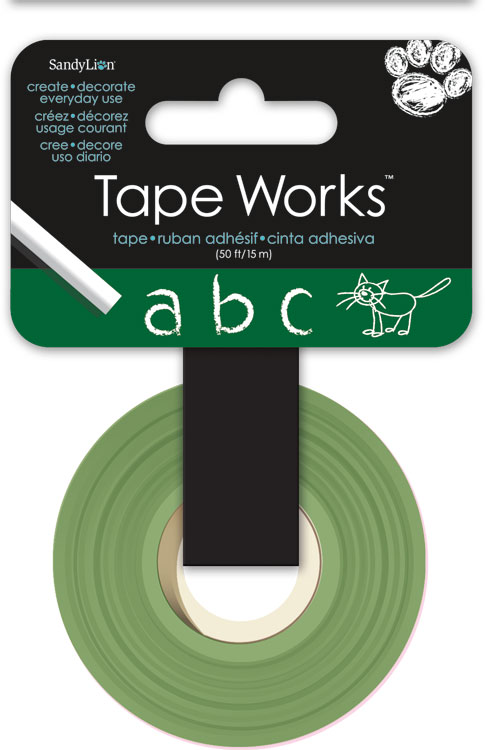 SandyLion
create•decorate
everyday use
créez•décorez
usage courant
cree•decore
uso diario
Tape Works™
tape•ruban adhésif•cinta adhesiva
(50 ft/15 m)
a b c